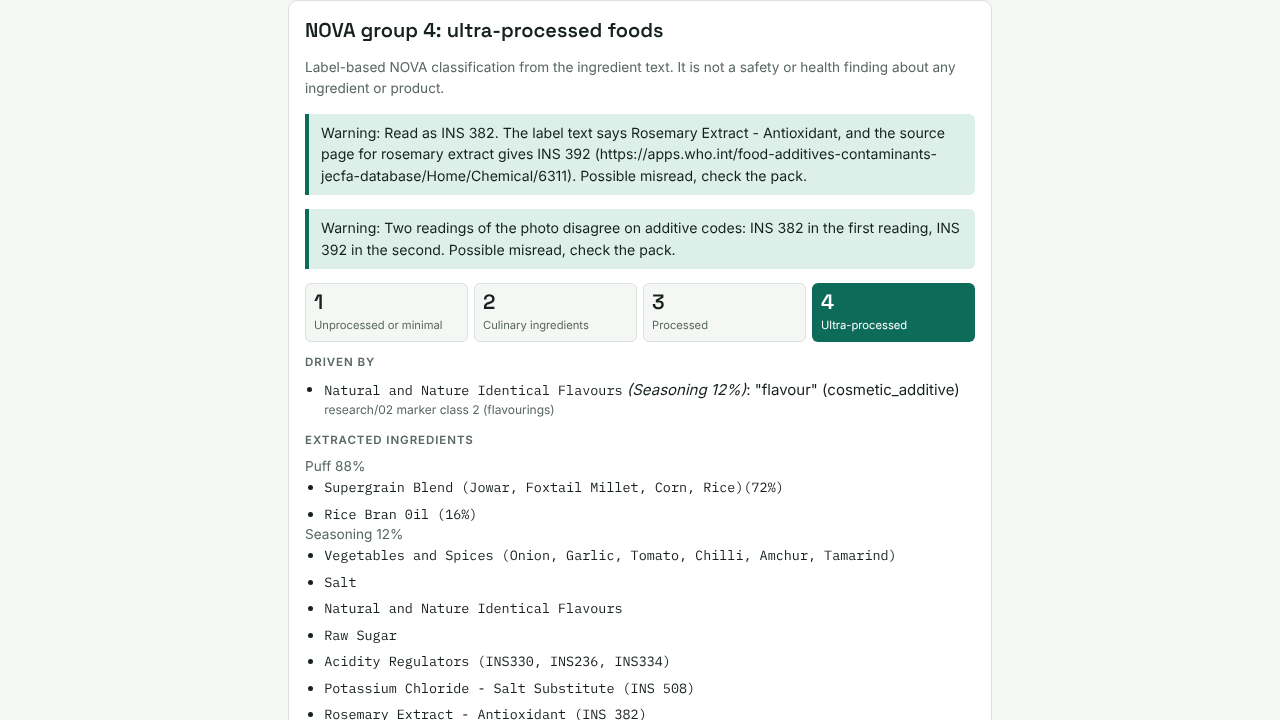 NOVA group 4: ultra-processed foods
Label-based NOVA classification from the ingredient text. It is not a safety or health finding about any
ingredient or product.
Warning: Read as INS 382. The label text says Rosemary Extract - Antioxidant, and the source
page for rosemary extract gives INS 392 (https://apps.who.int/food-additives-contaminants-
jecfa-database/Home/Chemical/6311). Possible misread, check the pack.
Warning: Two readings of the photo disagree on additive codes: INS 382 in the first reading, INS
392 in the second. Possible misread, check the pack.
1
Unprocessed or minimal
2
Culinary ingredients
3
Processed
4
Ultra-processed
DRIVEN BY
• Natural and Nature Identical Flavours (Seasoning 12%): "flavour" (cosmetic_additive)
research/02 marker class 2 (flavourings)
EXTRACTED INGREDIENTS
Puff 88%
• Supergrain Blend (Jowar, Foxtail Millet, Corn, Rice)(72%)
• Rice Bran 0il (16%)
Seasoning 12%
• Vegetables and Spices (Onion, Garlic, Tomato, Chilli, Amchur, Tamarind)
• Salt
• Natural and Nature Identical Flavours
• Raw Sugar
• Acidity Regulators (INS330, INS236, INS334)
• Potassium Chloride - Salt Substitute (INS 508)
• Rosemary Extract - Antioxidant (INS 382)